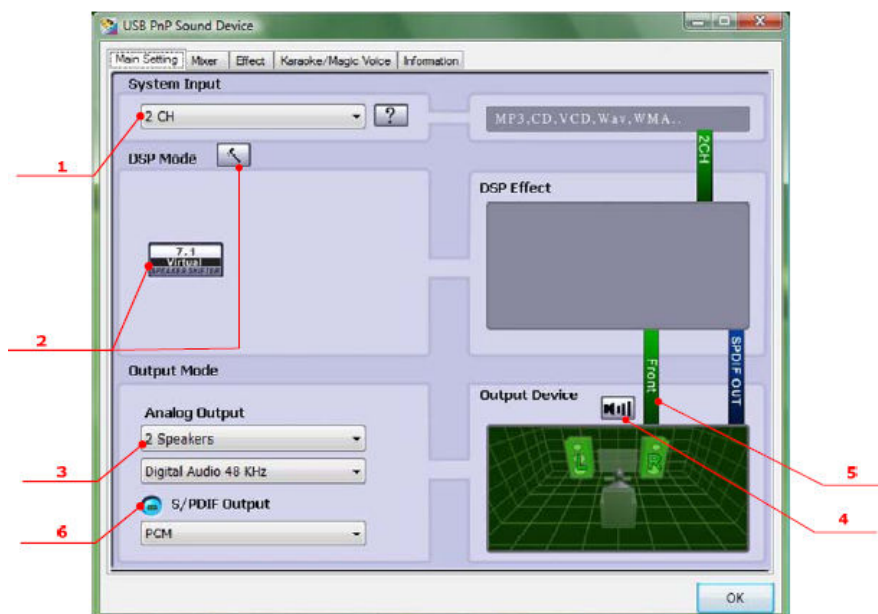 USB PnP Sound Device
Main Setting Mixer Effect Karaoke/Magic Voice Information
System Input
2 CH
?
MP3,CD,VCD,Wav,WMA..
2CH
1
DSP Mode
DSP Effect
7.1
Virtual
SPEAKER SHIFTER
2
Output Mode
Front
SPDIF OUT
Output Device
Analog Output
2 Speakers
L
R
3
Digital Audio 48 KHz
5
S/PDIF Output
4
6
PCM
OK